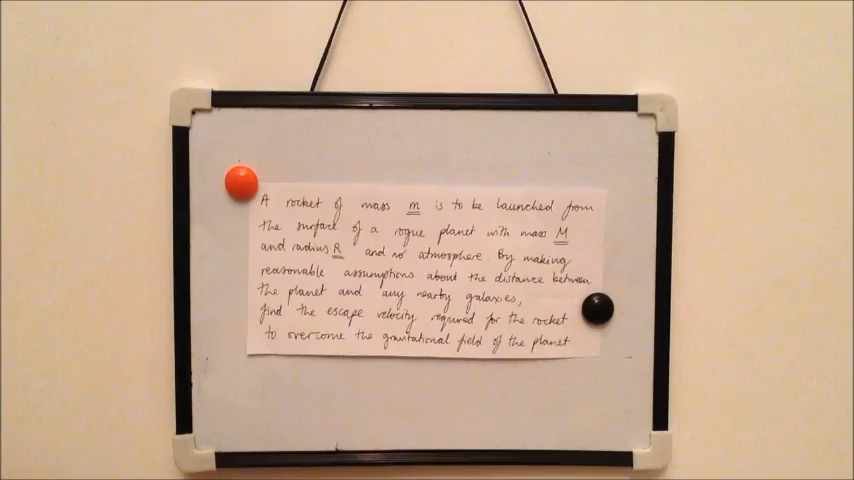 A rocket of mass m is to be launched from
the surface of a rogue planet with mass M
and radius R and no atmosphere. By making
reasonable assumptions about the distance between
the planet and any nearby galaxies,
find the escape velocity required for the rocket
to overcome the gravitational field of the planet